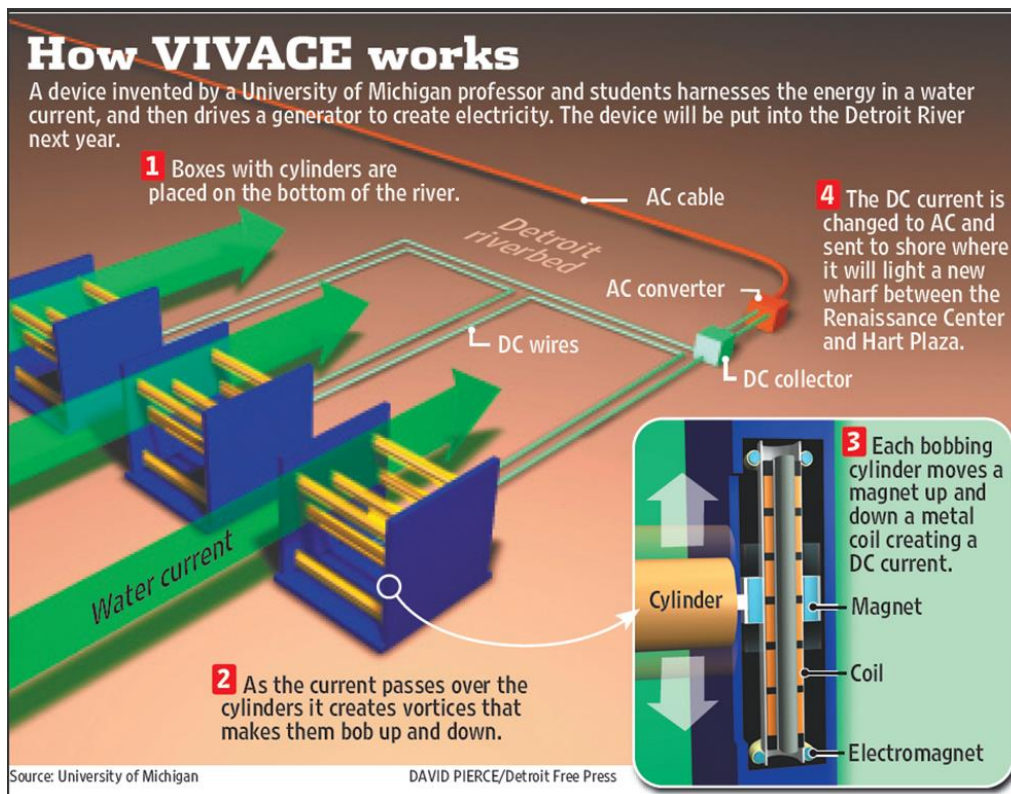 How VIVACE works
A device invented by a University of Michigan professor and students harnesses the energy in a water
current, and then drives a generator to create electricity. The device will be put into the Detroit River
next year.
1 Boxes with cylinders are
placed on the bottom of the river.
AC cable
4 The DC current is
changed to AC and
sent to shore where
it will light a new
wharf between the
Renaissance Center
and Hart Plaza.
Detroit
riverbed
AC converter
DC wires
DC collector
Water current
2 As the current passes over the
cylinders it creates vortices that
makes them bob up and down.
3 Each bobbing
cylinder moves a
magnet up and
down a metal
coil creating a
DC current.
Cylinder
Magnet
Coil
Electromagnet
Source: University of Michigan
DAVID PIERCE/Detroit Free Press